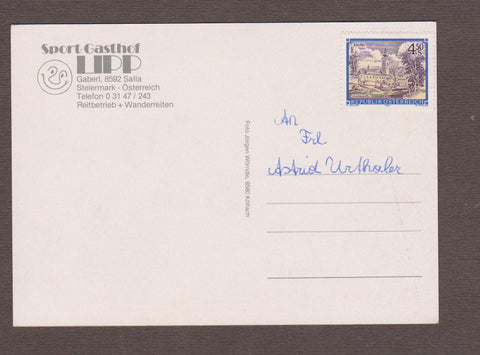 Sport-Gasthof
LIPP
Gaberl, 8592 Salla
Steiermark - Österreich
Telefon 0 31 47 / 243
Reitbetrieb + Wanderreiten
4.50
REPUBLIK ÖSTERREICH
Foto Jürgen Wörndle, 8580 Köflach
An
Frl.
Astrid Urthaler